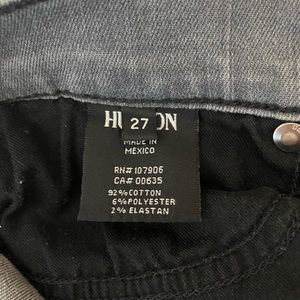 HU
27
ON
MADE IN
MEXICO
RN# 107906
CA# 00635
92% COTTON
6% POLYESTER
2% ELASTAN